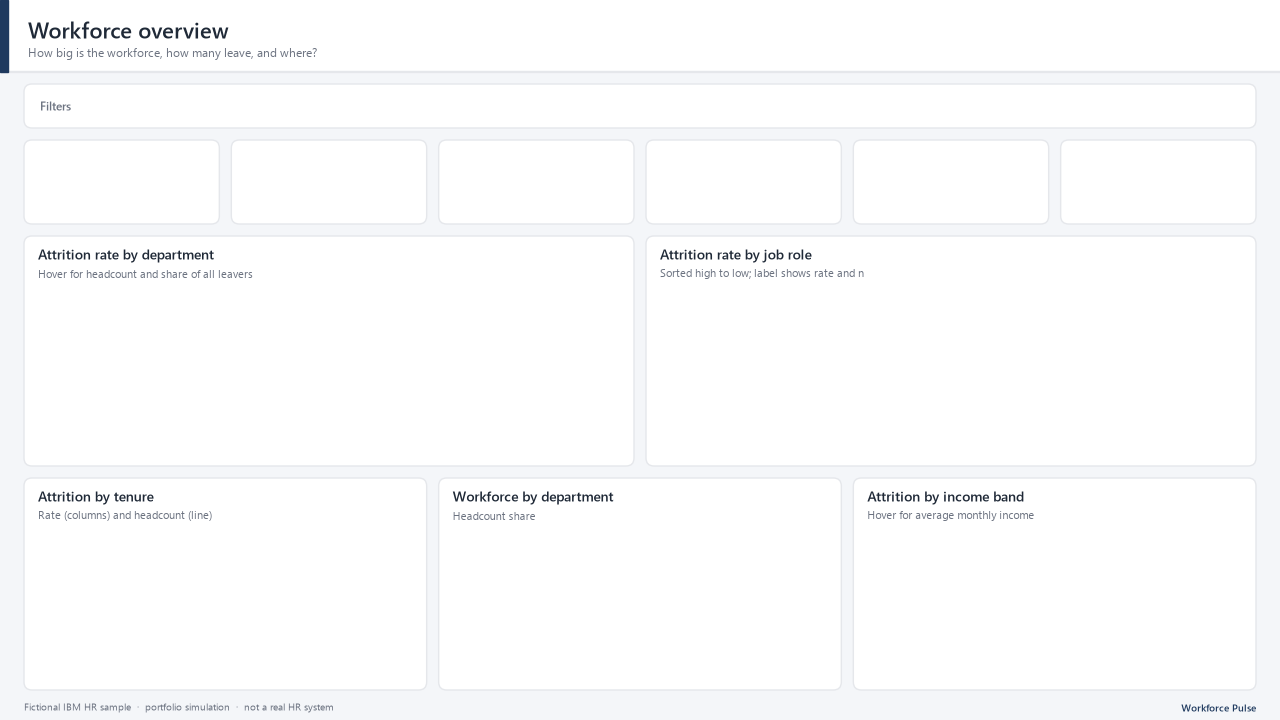 Workforce overview
How big is the workforce, how many leave, and where?
Filters
Attrition rate by department
Hover for headcount and share of all leavers
Attrition rate by job role
Sorted high to low; label shows rate and n
Attrition by tenure
Rate (columns) and headcount (line)
Workforce by department
Headcount share
Attrition by income band
Hover for average monthly income
Fictional IBM HR sample · portfolio simulation · not a real HR system
Workforce Pulse